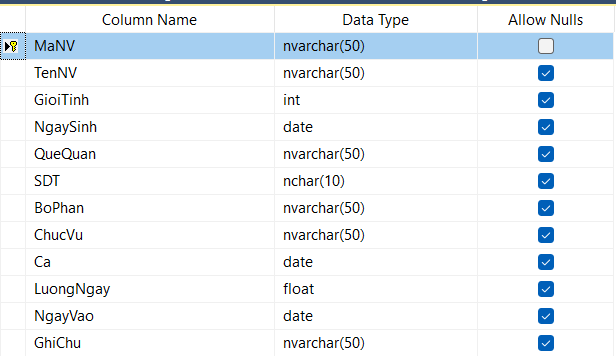 Column Name Data Type Allow Nulls
MaNV nvarchar(50)
TenNV nvarchar(50)
GioiTinh int
NgaySinh date
QueQuan nvarchar(50)
SDT nchar(10)
BoPhan nvarchar(50)
ChucVu nvarchar(50)
Ca date
LuongNgay float
NgayVao date
GhiChu nvarchar(50)